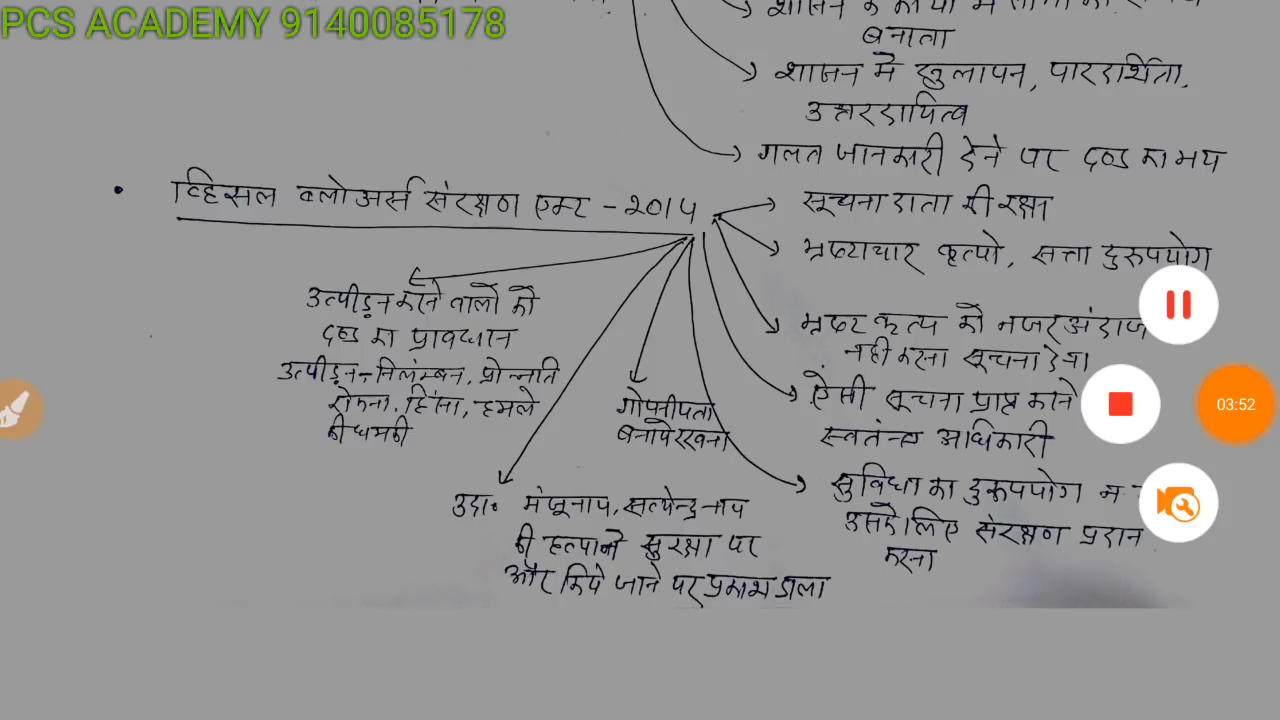 PCS ACADEMY 9140085178
शासन के कार्यों में
बनाता
शासन में खुलापन, पारदर्शिता,
उत्तरदायित्व
गलत जानकारी देने पर दण्ड का भय
• व्हिसल ब्लोअर्स संरक्षण एक्ट - 2014
सूचना दाता की रक्षा
भ्रष्टाचार कृत्यो, सत्ता दुरुपयोग
भ्रष्ट कृत्य को नजर अंदाज
नही करना सूचना देना
ऐसी सूचना प्राप्त करने
स्वतंन्त्र अधिकारी
सुविधा का दुरूपयोग न
उसके लिए संरक्षण प्रदान
करना
उत्पीड़न करने वालों को
दण्ड का प्रावधान
उत्पीड़न - निलंम्बन, प्रोन्नति
रोकना, हिंसा, हमले
की धमकी
गोपनीयता
बनाये रखना
उदा॰ मंजूनाथ, सत्येन्द्र नाथ
की हत्या ने सुरक्षा पर
और किये जाने पर प्रकाश डाला
03:52